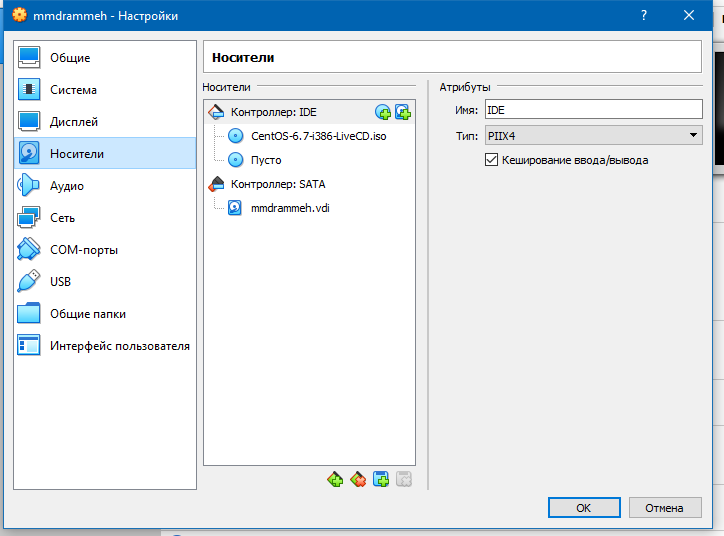 mmdrammeh - Настройки
?
Общие
Система
Дисплей
Носители
Аудио
Сеть
COM-порты
USB
Общие папки
Интерфейс пользователя
Носители
Носители
Контроллер: IDE
CentOS-6.7-i386-LiveCD.iso
Пусто
Контроллер: SATA
mmdrammeh.vdi
Атрибуты
Имя: IDE
Тип: PIIX4
Кеширование ввода/вывода
OK
Отмена